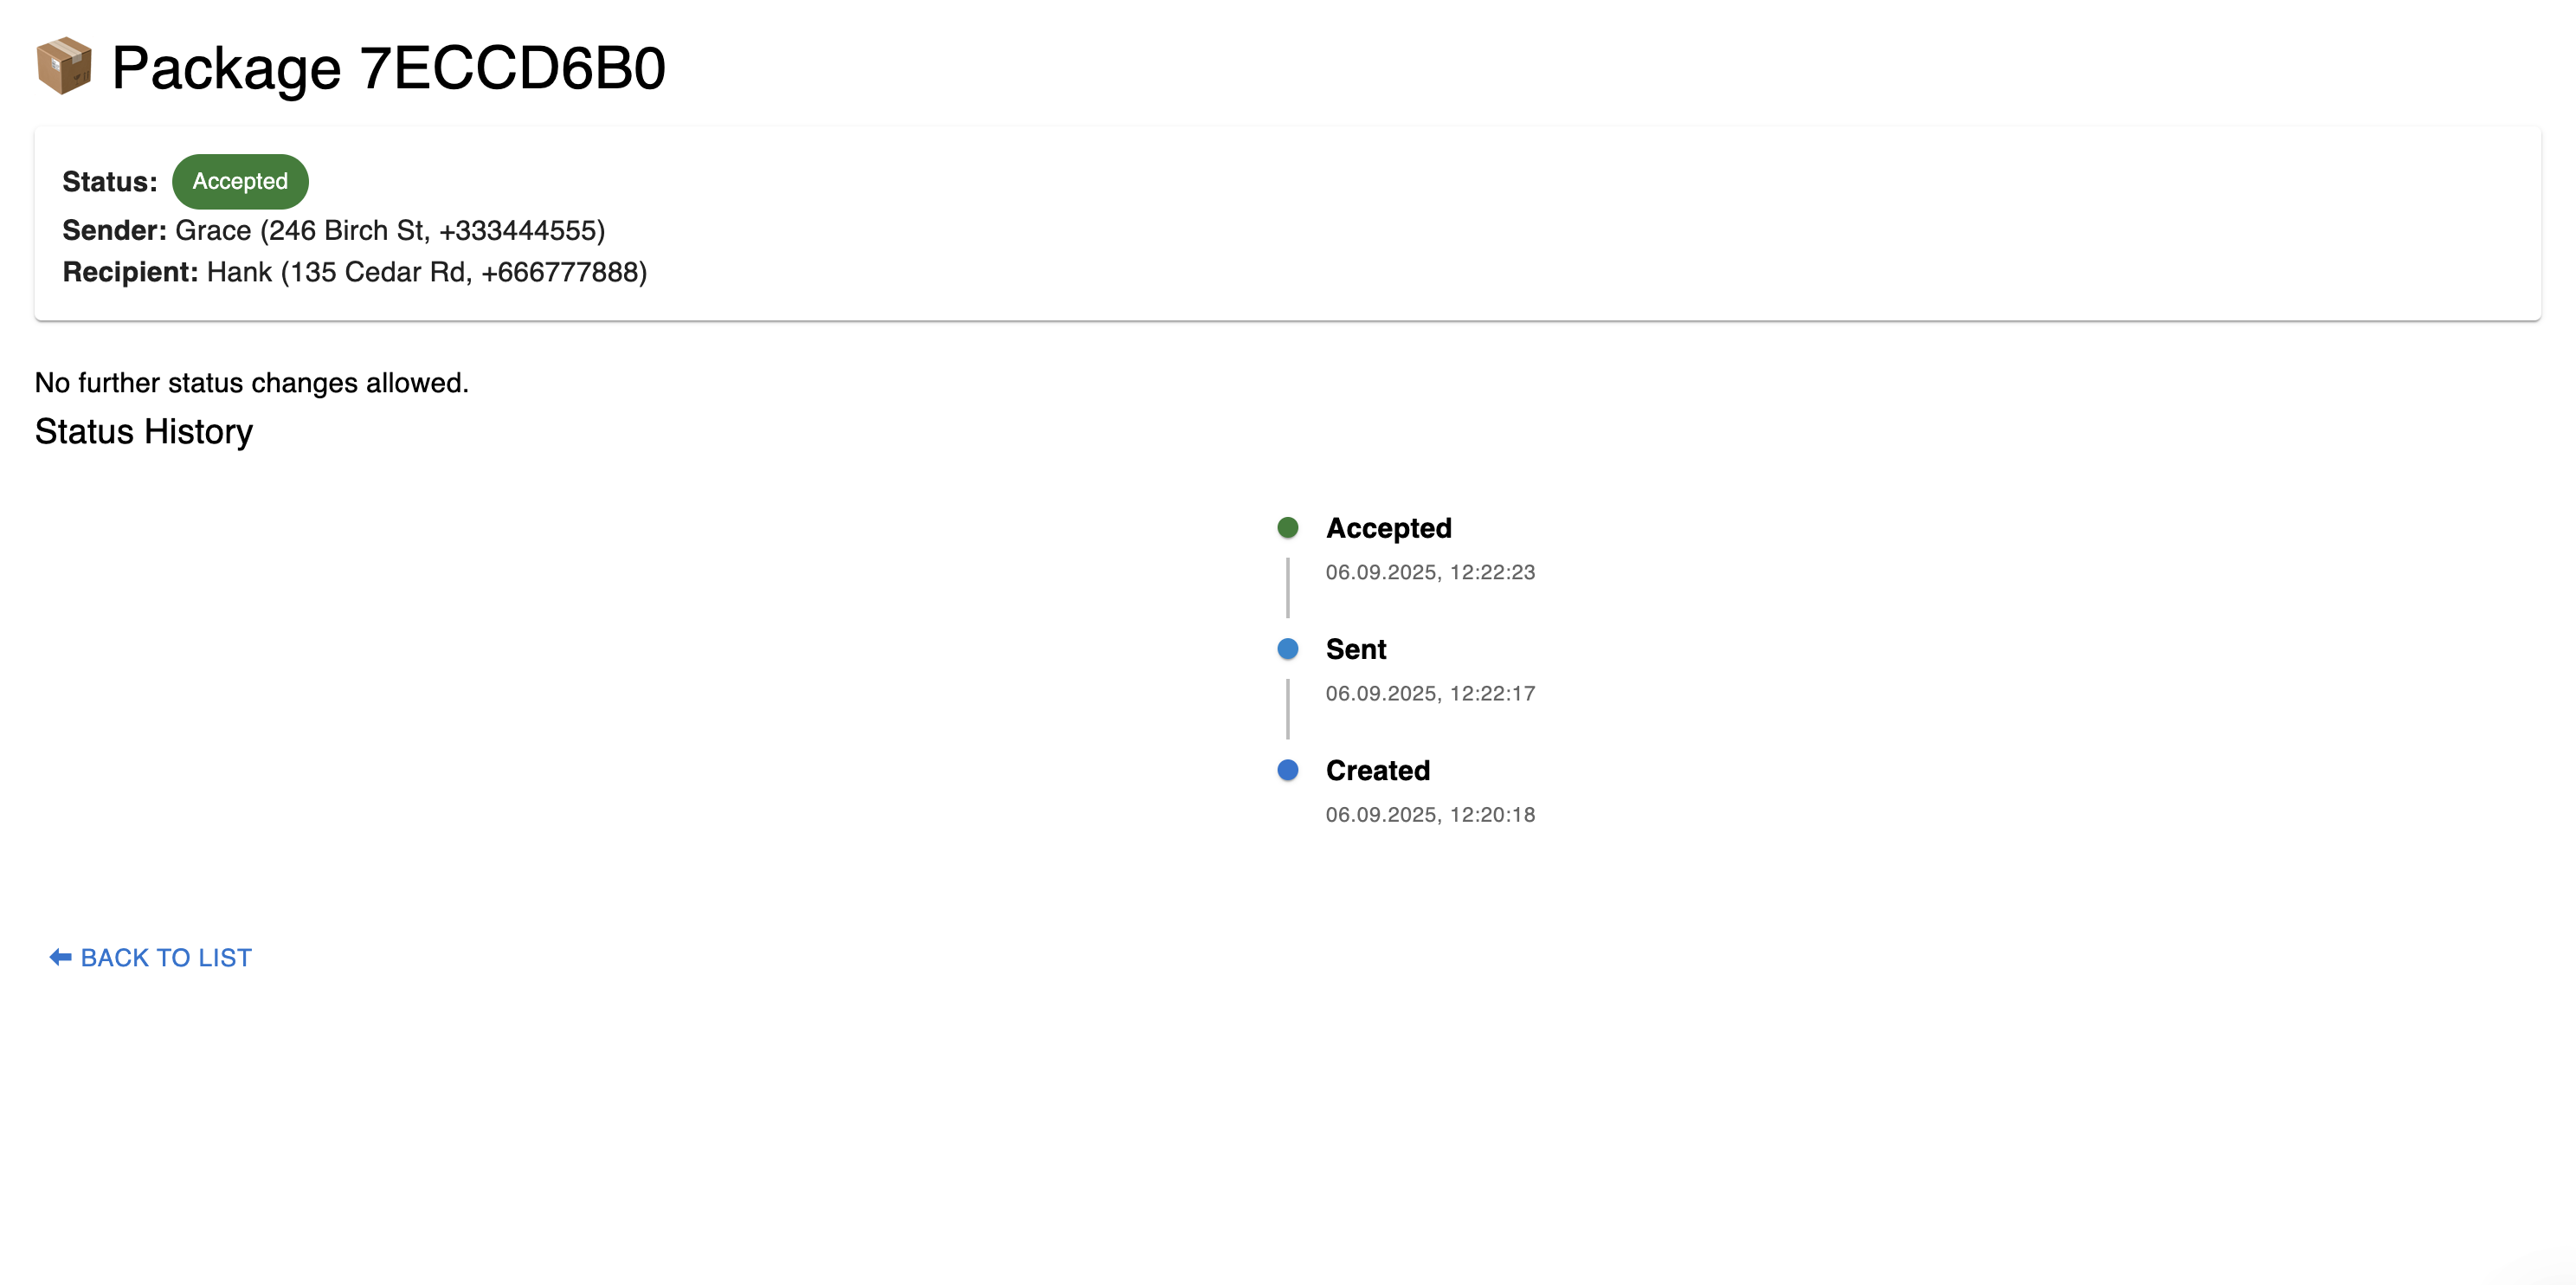 Package 7ECCD6B0
Status: Accepted
Sender: Grace (246 Birch St, +333444555)
Recipient: Hank (135 Cedar Rd, +666777888)
No further status changes allowed.
Status History
Accepted
06.09.2025, 12:22:23
Sent
06.09.2025, 12:22:17
Created
06.09.2025, 12:20:18
BACK TO LIST